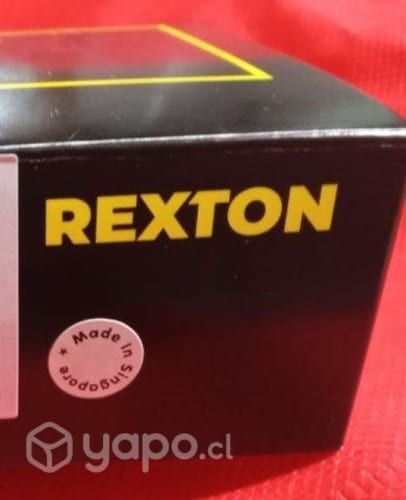 REXTON
* Made in Singapore
yapo.cl